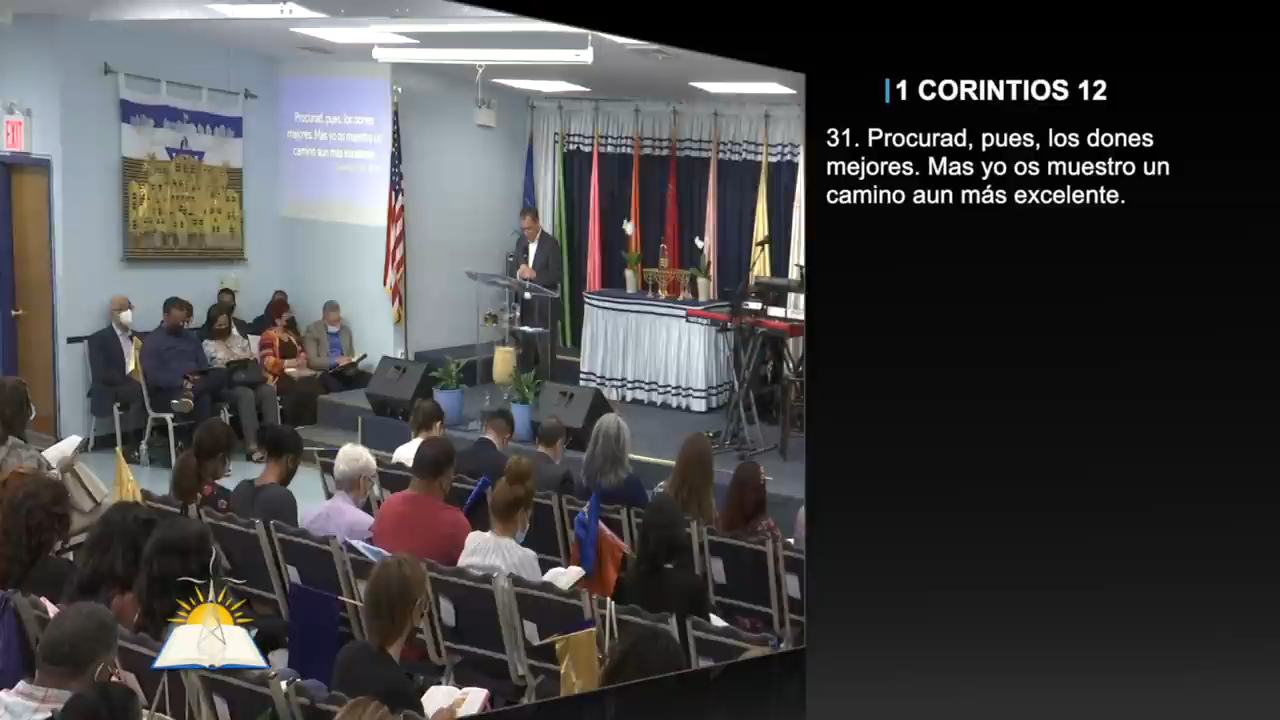 EXIT
Procurad, pues, los dones
mejores. Mas yo os muestro un
camino aun más excelente.
1 CORINTIOS 12
31. Procurad, pues, los dones
mejores. Mas yo os muestro un
camino aun más excelente.